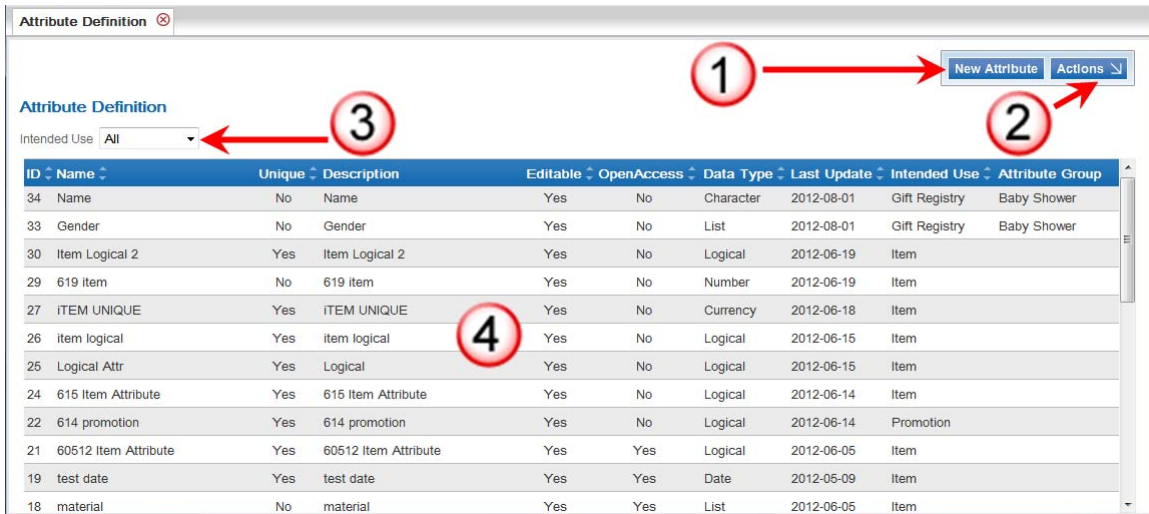 Attribute Definition
1
New Attribute Actions
2
Attribute Definition
3
Intended Use All
ID Name Unique Description Editable OpenAccess Data Type Last Update Intended Use Attribute Group
34 Name No Name Yes No Character 2012-08-01 Gift Registry Baby Shower
33 Gender No Gender Yes No List 2012-08-01 Gift Registry Baby Shower
30 Item Logical 2 Yes Item Logical 2 Yes No Logical 2012-06-19 Item
29 619 item No 619 item Yes No Number 2012-06-19 Item
27 iTEM UNIQUE Yes iTEM UNIQUE Yes No Currency 2012-06-18 Item
4
26 item logical Yes item logical Yes No Logical 2012-06-15 Item
25 Logical Attr Yes Logical Yes No Logical 2012-06-15 Item
24 615 Item Attribute Yes 615 Item Attribute Yes No Logical 2012-06-14 Item
22 614 promotion Yes 614 promotion Yes No Logical 2012-06-14 Promotion
21 60512 Item Attribute Yes 60512 Item Attribute Yes Yes Logical 2012-06-05 Item
19 test date Yes test date Yes Yes Date 2012-05-09 Item
18 material No material Yes Yes List 2012-06-05 Item